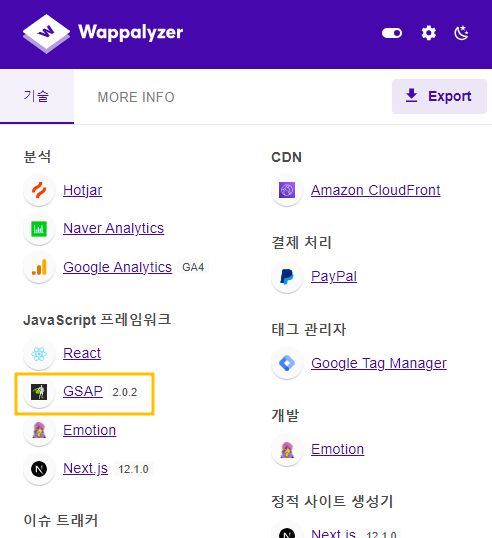 Wappalyzer
기술
MORE INFO
Export
분석
Hotjar
Naver Analytics
Google Analytics GA4
JavaScript 프레임워크
React
GSAP 2.0.2
Emotion
Next.js 12.1.0
이슈 트래커
CDN
Amazon CloudFront
결제 처리
PayPal
태그 관리자
Google Tag Manager
개발
Emotion
정적 사이트 생성기
Next.js 12.1.0